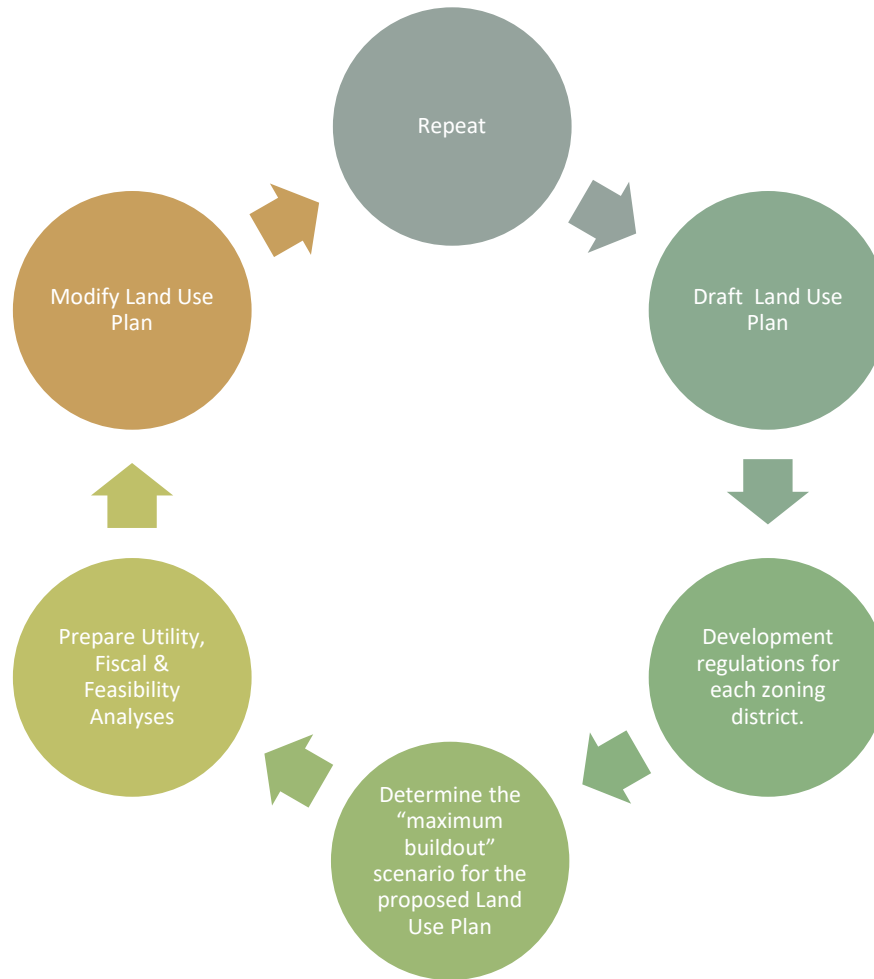 Repeat
Draft  Land Use
Plan
Development
regulations for
each zoning
district.
Determine the
“maximum
buildout”
scenario for the
proposed Land
Use Plan
Prepare Utility,
Fiscal &
Feasibility
Analyses
Modify Land Use
Plan